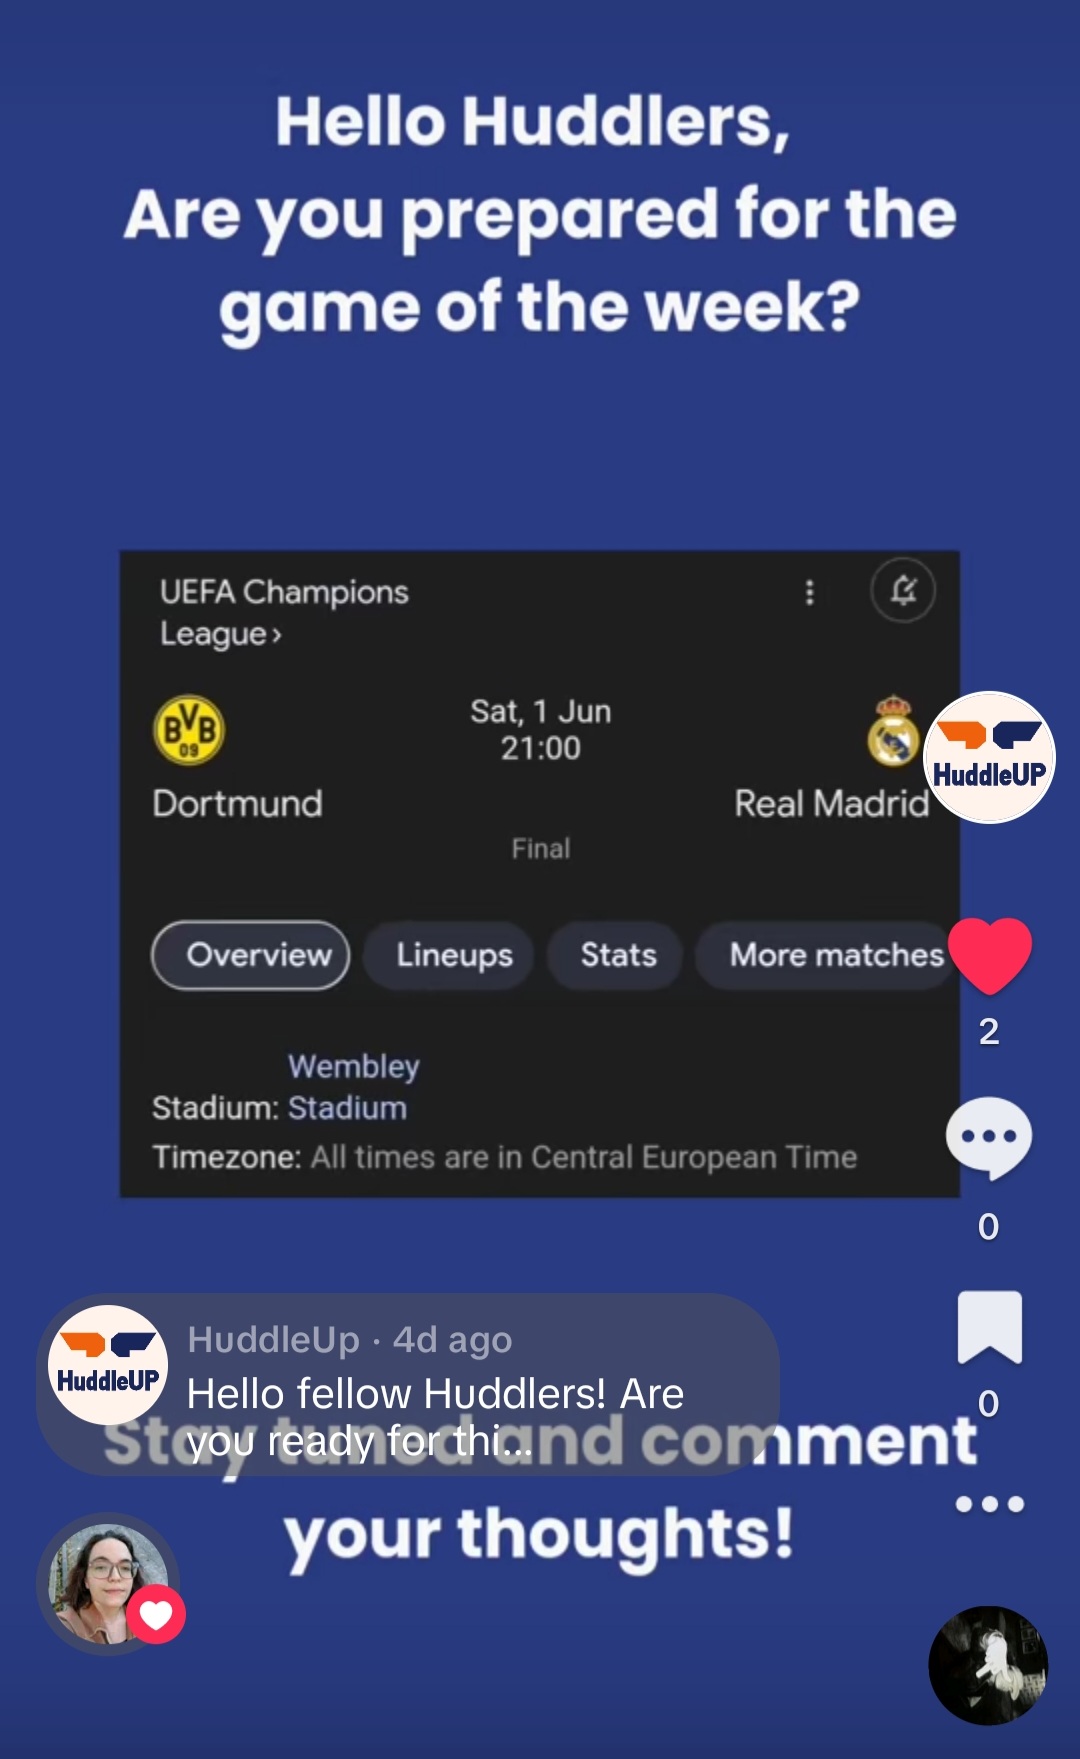 Hello Huddlers,
Are you prepared for the
game of the week?
UEFA Champions
League ›
BVB
09
Sat, 1 Jun
21:00
Dortmund
Real Madrid
HuddleUP
Final
Overview
Lineups
Stats
More matches
2
Wembley
Stadium: Stadium
Timezone: All times are in Central European Time
0
HuddleUP
HuddleUp · 4d ago
Hello fellow Huddlers! Are
you ready for thi...
0
Stay tuned and comment
your thoughts!